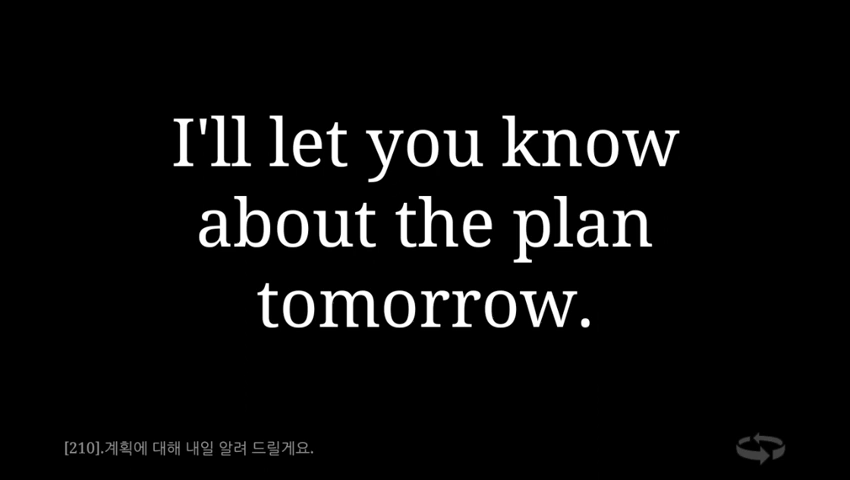 I'll let you know
about the plan
tomorrow.
[210].계획에 대해 내일 알려 드릴게요.